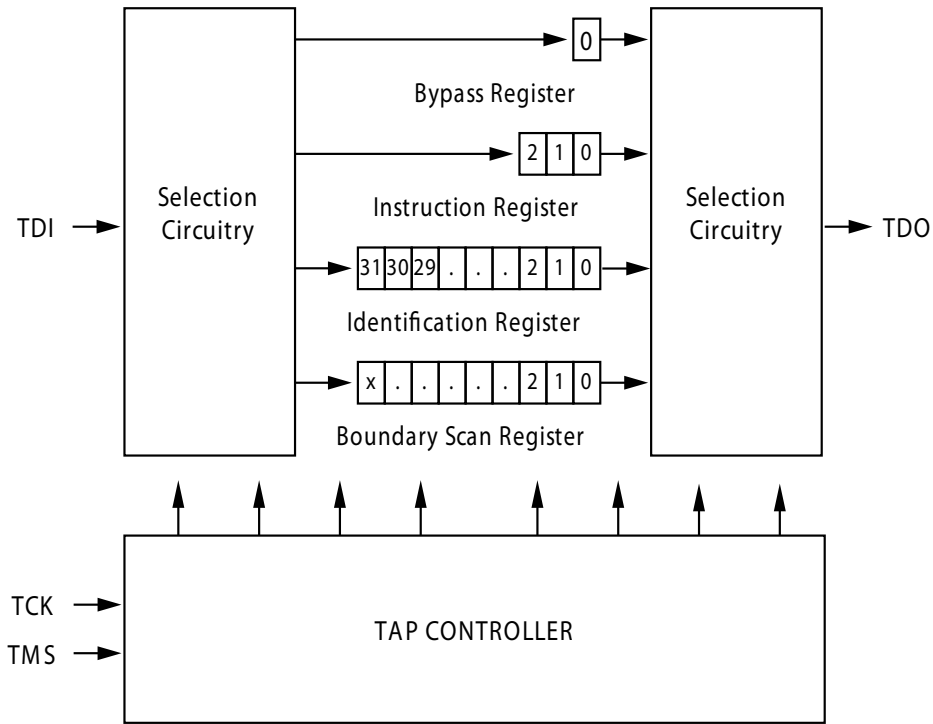 0
Bypass Register
2 1 0
Selection
Circuitry
Instruction Register
Selection
Circuitry
TDI
TDO
31 30 29 . . . 2 1 0
Identification Register
x . . . . . 2 1 0
Boundary Scan Register
TCK
TAP CONTROLLER
TMS